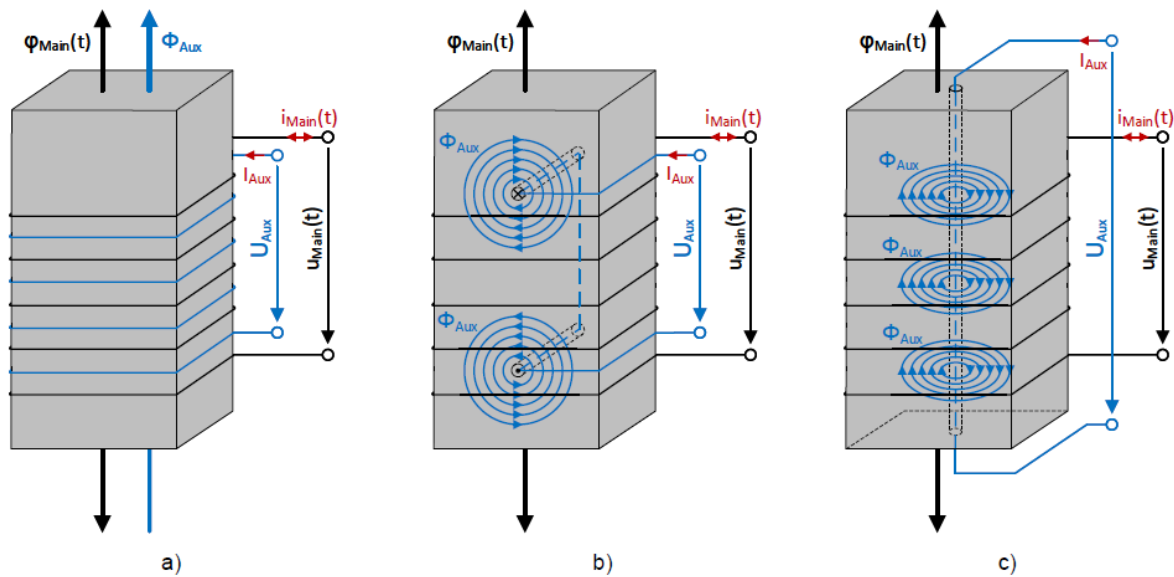 φMain(t)
ΦAux
iMain(t)
IAux
UAux
uMain(t)
a)
φMain(t)
iMain(t)
ΦAux
IAux
UAux
uMain(t)
ΦAux
b)
φMain(t)
IAux
iMain(t)
ΦAux
ΦAux
UAux
uMain(t)
ΦAux
c)